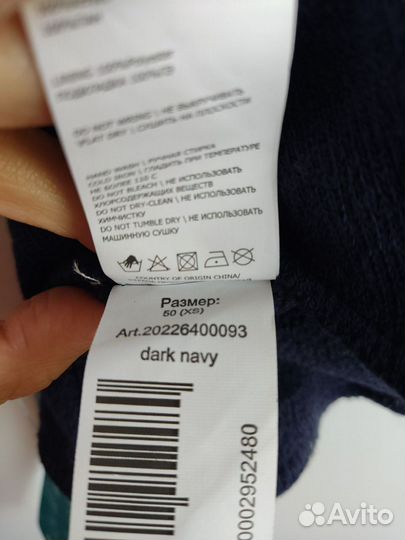 DO NOT WRING \ НЕ ВЫКРУЧИВАТЬ
FLAT DRY \ СУШИТЬ НА ПЛОСКОСТИ
HAND WASH \ РУЧНАЯ СТИРКА
COLD IRON \ ГЛАДИТЬ ПРИ ТЕМПЕРАТУРЕ
НЕ БОЛЕЕ 110 С
DO NOT BLEACH \ НЕ ИСПОЛЬЗОВАТЬ
ХЛОРСОДЕРЖАЩИХ ВЕЩЕСТВ
DO NOT DRY-CLEAN \ НЕ ИСПОЛЬЗОВАТЬ
ХИМЧИСТКУ
DO NOT TUMBLE DRY \ НЕ ИСПОЛЬЗОВАТЬ
МАШИННУЮ СУШКУ
COUNTRY OF ORIGIN CHINA/
Размер:
50 (XS)
Art.20226400093
dark navy
0002952480
Avito